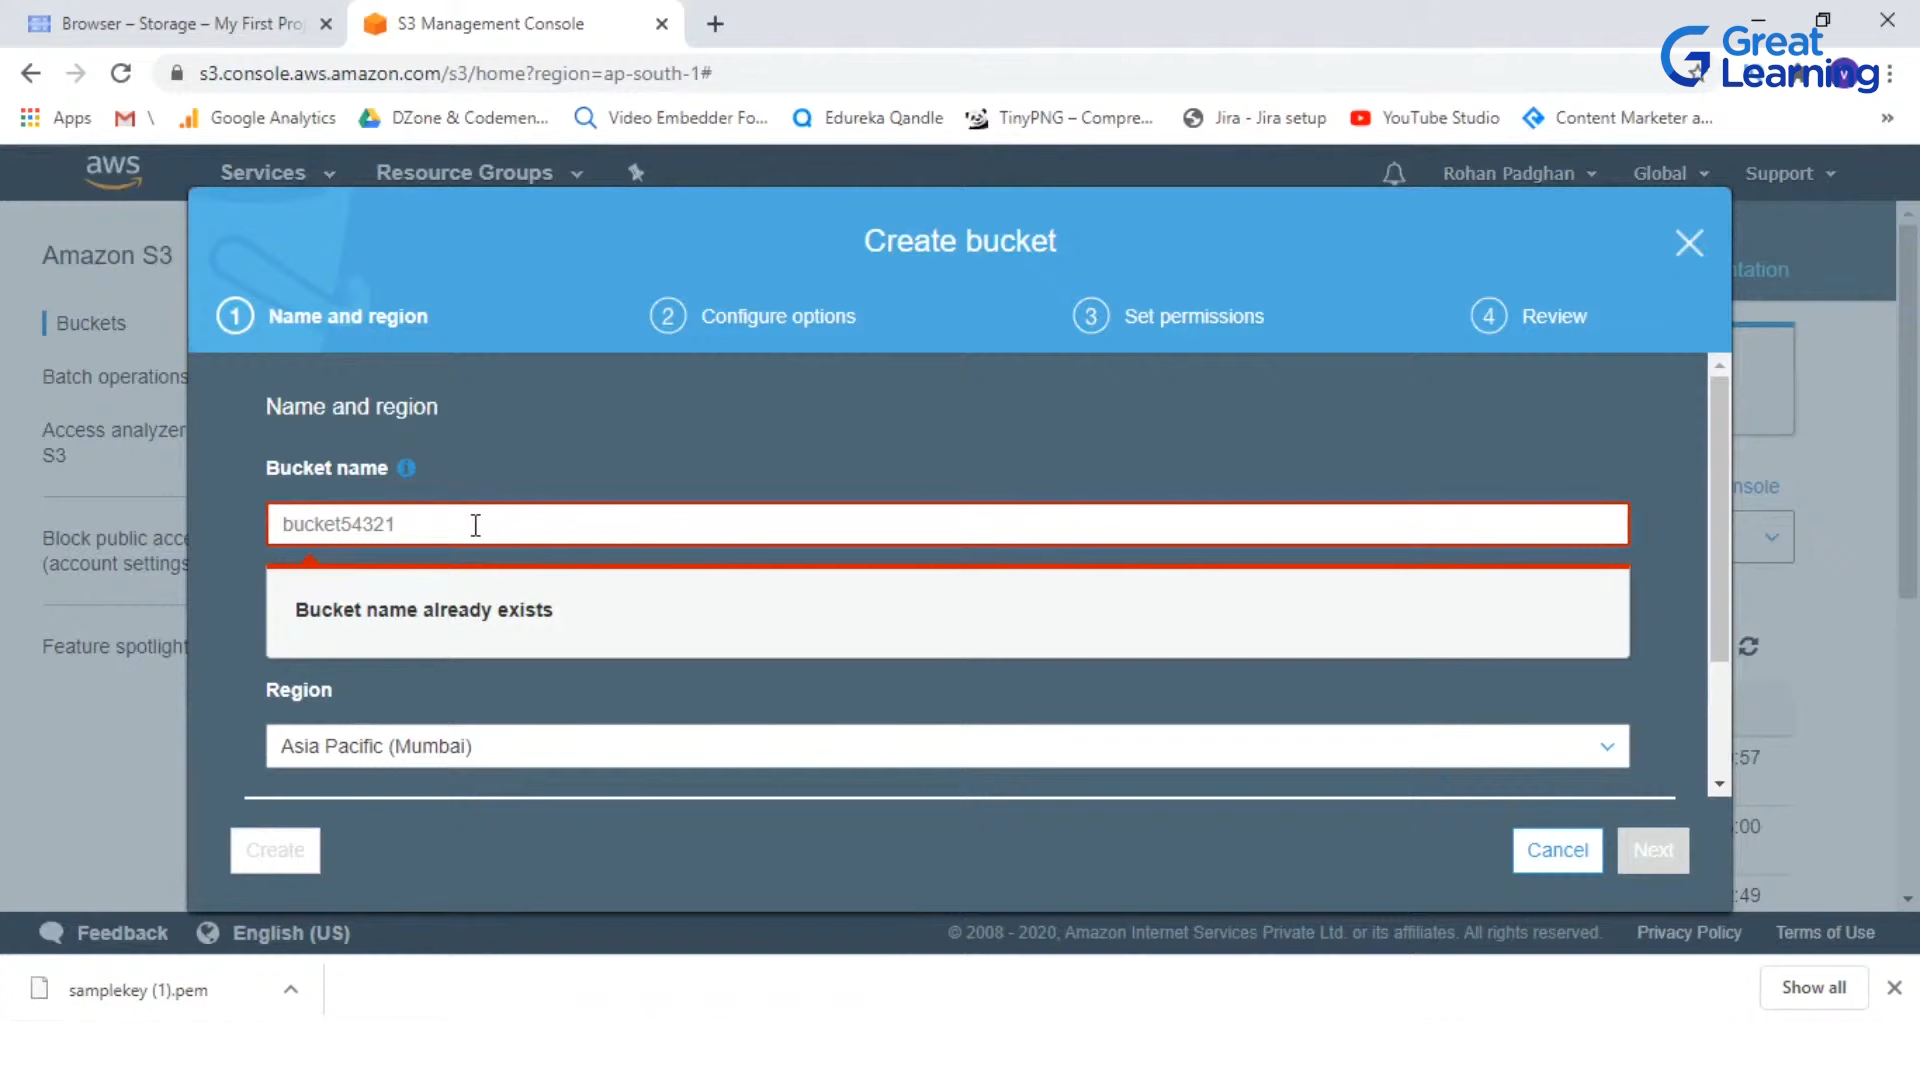 Browser – Storage – My First Pro
S3 Management Console
Great Learning
s3.console.aws.amazon.com/s3/home?region=ap-south-1#
Apps
\
Google Analytics
DZone & Codemen...
Video Embedder Fo...
Edureka Qandle
TinyPNG – Compre...
Jira - Jira setup
YouTube Studio
Content Marketer a...
»
aws
Services
Resource Groups
Rohan Padghan
Global
Support
Amazon S3
Buckets
Batch operations
Access analyzer
S3
Block public acce
(account settings
Feature spotlight
Create bucket
1 Name and region
2 Configure options
3 Set permissions
4 Review
Name and region
Bucket name
bucket54321
Bucket name already exists
Region
Asia Pacific (Mumbai)
Create
Cancel
Next
ntation
nsole
:57
:00
:49
Feedback
English (US)
© 2008 - 2020, Amazon Internet Services Private Ltd. or its affiliates. All rights reserved.
Privacy Policy
Terms of Use
samplekey (1).pem
Show all